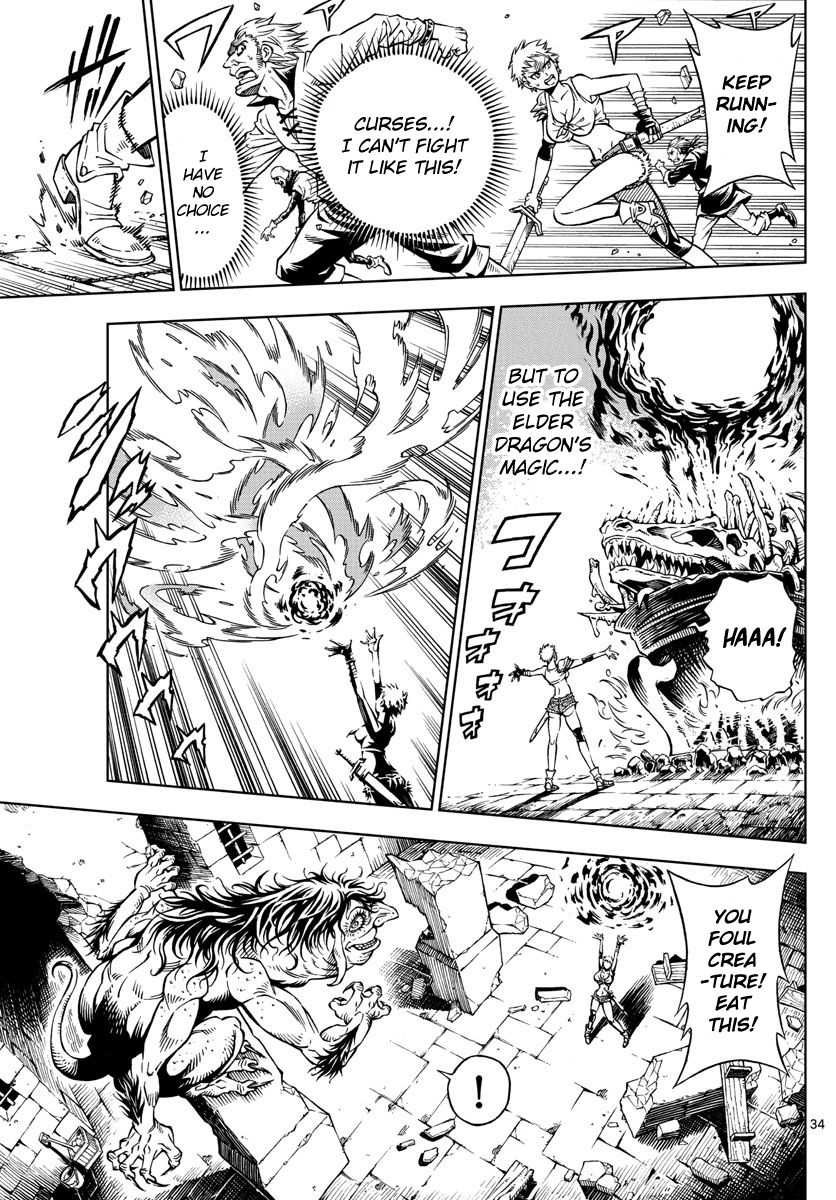 KEEP
RUNN-
ING!
CURSES...!
I CAN'T FIGHT
IT LIKE THIS!
I
HAVE
NO
CHOICE
...
BUT TO
USE THE
ELDER
DRAGON'S
MAGIC...!
HAAA!
YOU
FOUL
CREA
-TURE!
EAT
THIS!
!
34